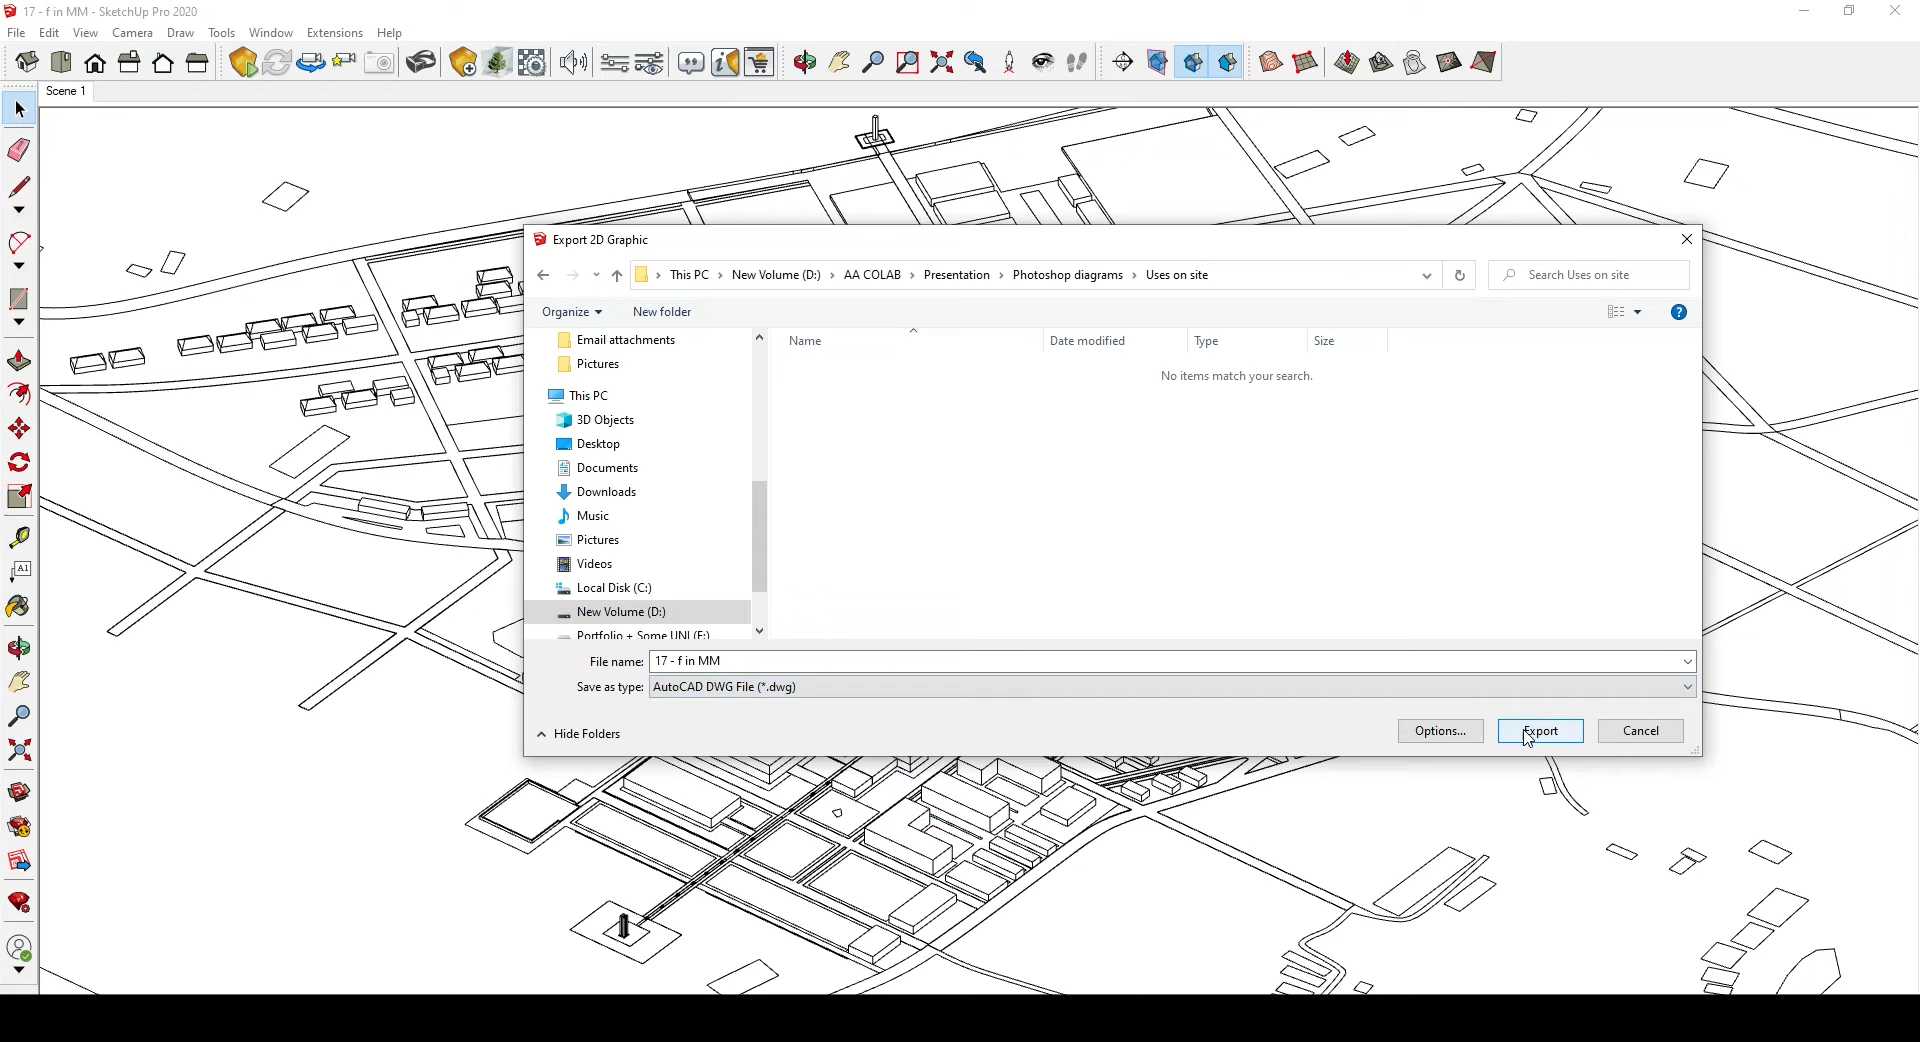 17 - f in MM - SketchUp Pro 2020
File Edit View Camera Draw Tools Window Extensions Help
Scene 1
A1
Export 2D Graphic
This PC › New Volume (D:) › AA COLAB › Presentation › Photoshop diagrams › Uses on site
Search Uses on site
Organize
New folder
?
Name
Date modified
Type
Size
No items match your search.
Email attachments
Pictures
This PC
3D Objects
Desktop
Documents
Downloads
Music
Pictures
Videos
Local Disk (C:)
New Volume (D:)
Portfolio + Some UNI (F:)
File name: 17 - f in MM
Save as type: AutoCAD DWG File (*.dwg)
Hide Folders
Options...
Export
Cancel